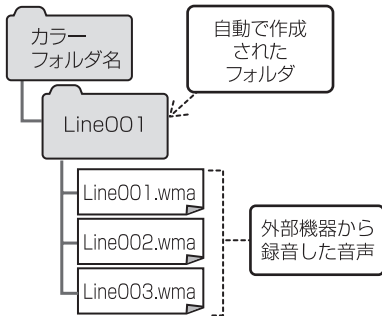 カラー
フォルダ名
自動で作成
された
フォルダ
Line001
Line001.wma
Line002.wma
Line003.wma
外部機器から
録音した音声